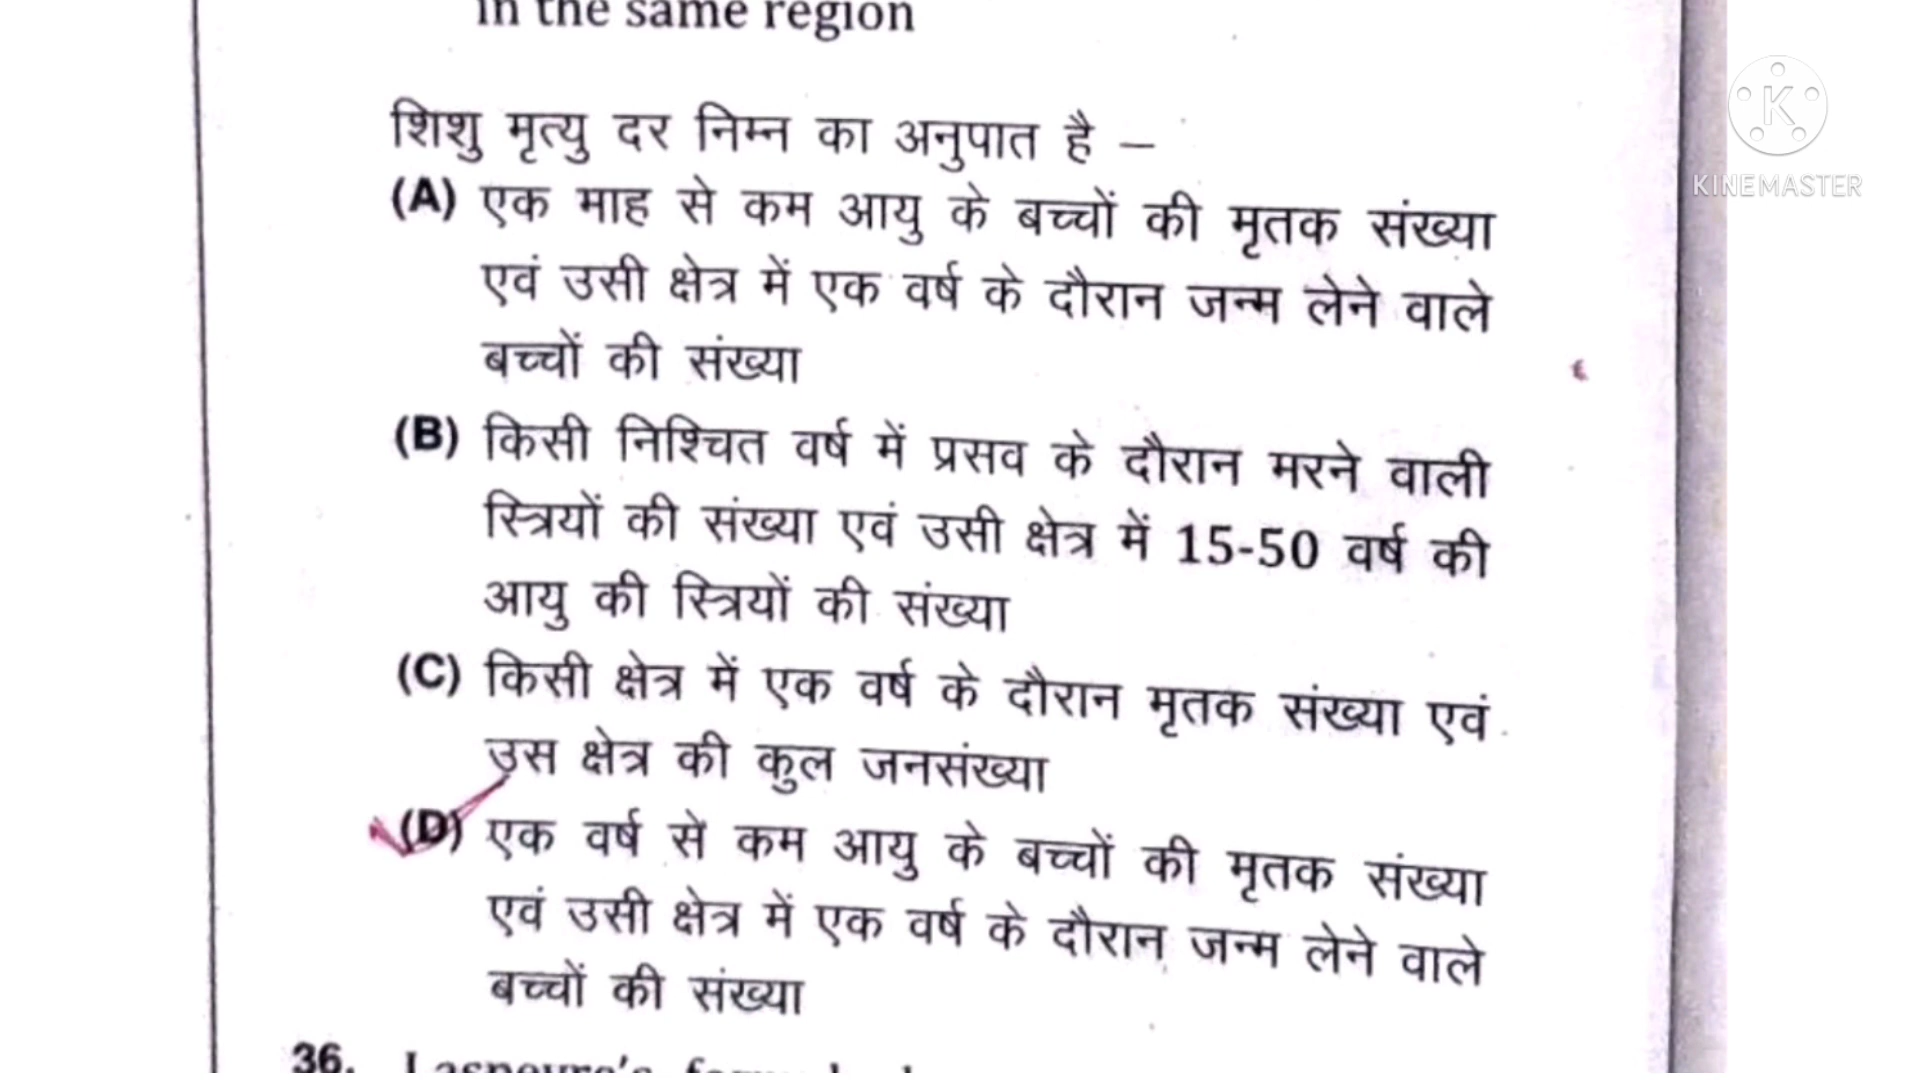 in the same region
शिशु मृत्यु दर निम्न का अनुपात है –
(A) एक माह से कम आयु के बच्चों की मृतक संख्या
एवं उसी क्षेत्र में एक वर्ष के दौरान जन्म लेने वाले
बच्चों की संख्या
(B) किसी निश्चित वर्ष में प्रसव के दौरान मरने वाली
स्त्रियों की संख्या एवं उसी क्षेत्र में 15-50 वर्ष की
आयु की स्त्रियों की संख्या
(C) किसी क्षेत्र में एक वर्ष के दौरान मृतक संख्या एवं
उस क्षेत्र की कुल जनसंख्या
(D) एक वर्ष से कम आयु के बच्चों की मृतक संख्या
एवं उसी क्षेत्र में एक वर्ष के दौरान जन्म लेने वाले
बच्चों की संख्या
36.
K
KINEMASTER